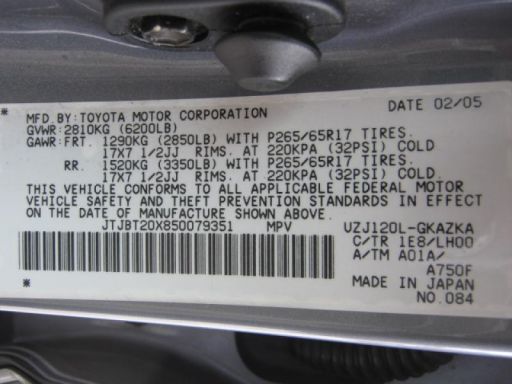 * DATE 02/05
MFD.BY:TOYOTA MOTOR CORPORATION
GVWR:2810KG (6200LB)
GAWR:FRT. 1290KG (2850LB) WITH P265/65R17 TIRES.
17X7 1/2JJ RIMS. AT 220KPA (32PSI) COLD
RR. 1520KG (3350LB) WITH P265/65R17 TIRES.
17X7 1/2JJ RIMS. AT 220KPA (32PSI) COLD
THIS VEHICLE CONFORMS TO ALL APPLICABLE FEDERAL MOTOR
VEHICLE SAFETY AND THEFT PREVENTION STANDARDS IN EFFECT
ON THE DATE OF MANUFACTURE SHOWN ABOVE.
JTJBT20X850079351 MPV UZJ120L-GKAZKA
C/TR 1E8/LH00
A/TM A01A/
A750F
* MADE IN JAPAN
NO.084